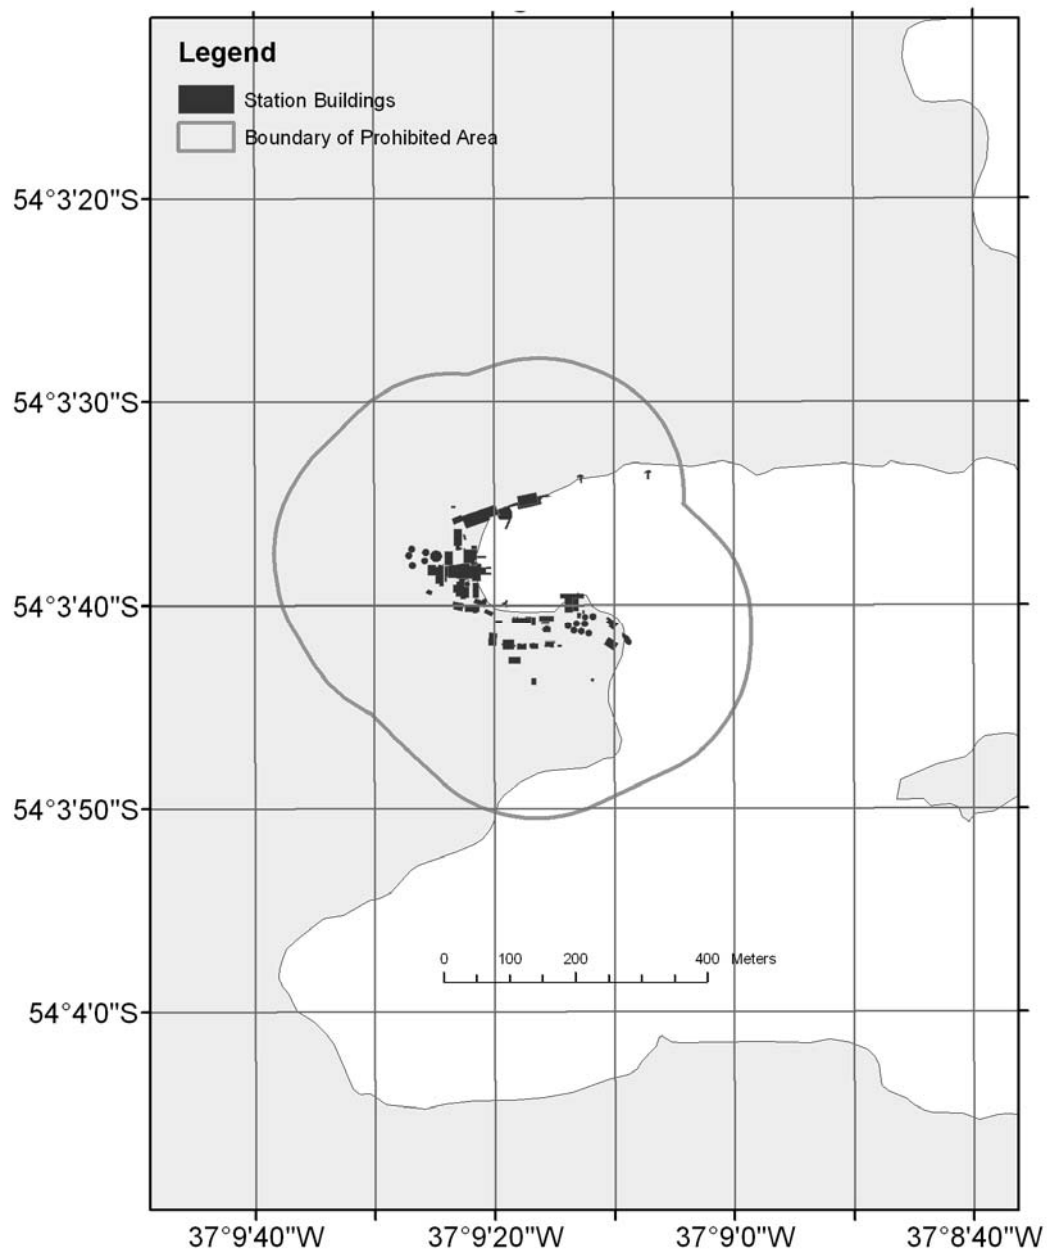 Legend
Station Buildings
Boundary of Prohibited Area
54°3'20"S
54°3'30"S
54°3'40"S
54°3'50"S
0 100 200 400 Meters
54°4'0"S
37°9'40"W 37°9'20"W 37°9'0"W 37°8'40"W